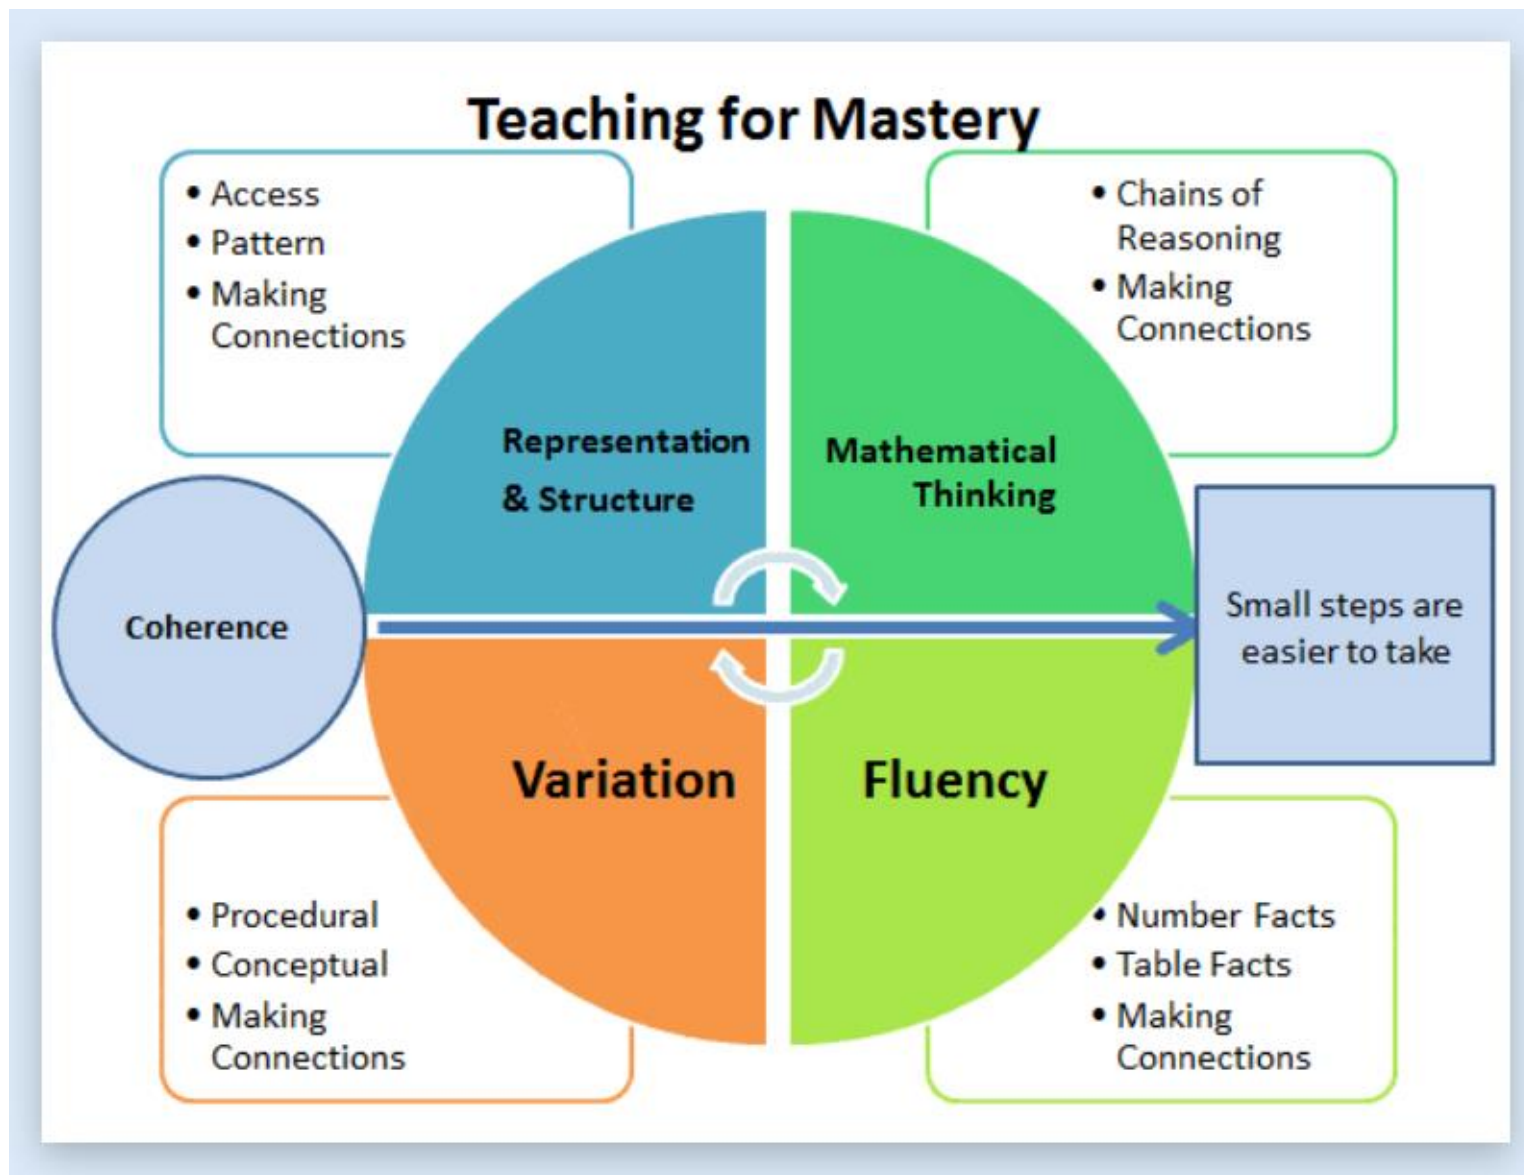 Teaching for Mastery
• Access
• Pattern
• Making
Connections
• Chains of
Reasoning
• Making
Connections
Representation
& Structure
Mathematical
Thinking
Coherence
Small steps are
easier to take
Variation
Fluency
• Procedural
• Conceptual
• Making
Connections
• Number Facts
• Table Facts
• Making
Connections